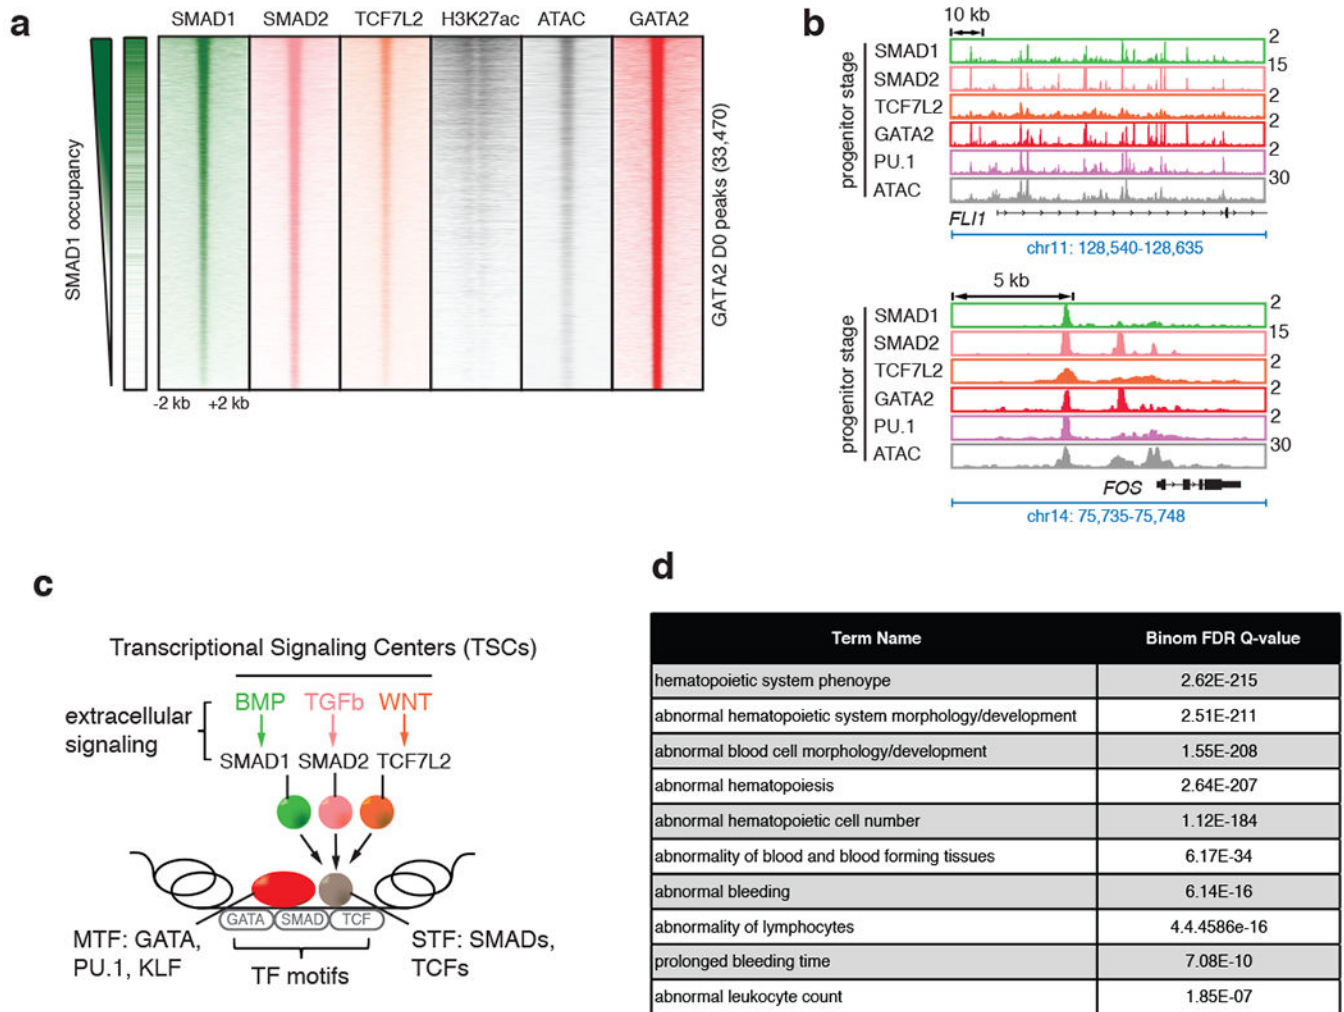 a
SMAD1 SMAD2 TCF7L2 H3K27ac ATAC GATA2
SMAD1 occupancy
GATA2 D0 peaks (33,470)
-2 kb +2 kb
b
10 kb
progenitor stage
SMAD1 2
SMAD2 15
TCF7L2 2
GATA2 2
PU.1 2
ATAC 30
FLI1
chr11: 128,540-128,635
5 kb
progenitor stage
SMAD1 2
SMAD2 15
TCF7L2 2
GATA2 2
PU.1 2
ATAC 30
FOS
chr14: 75,735-75,748
c
Transcriptional Signaling Centers (TSCs)
extracellular
signaling
BMP TGFb WNT
SMAD1 SMAD2 TCF7L2
GATA SMAD TCF
MTF: GATA,
PU.1, KLF
TF motifs
STF: SMADs,
TCFs
d
Term Name Binom FDR Q-value
hematopoietic system phenoype 2.62E-215
abnormal hematopoietic system morphology/development 2.51E-211
abnormal blood cell morphology/development 1.55E-208
abnormal hematopoiesis 2.64E-207
abnormal hematopoietic cell number 1.12E-184
abnormality of blood and blood forming tissues 6.17E-34
abnormal bleeding 6.14E-16
abnormality of lymphocytes 4.4.4586e-16
prolonged bleeding time 7.08E-10
abnormal leukocyte count 1.85E-07